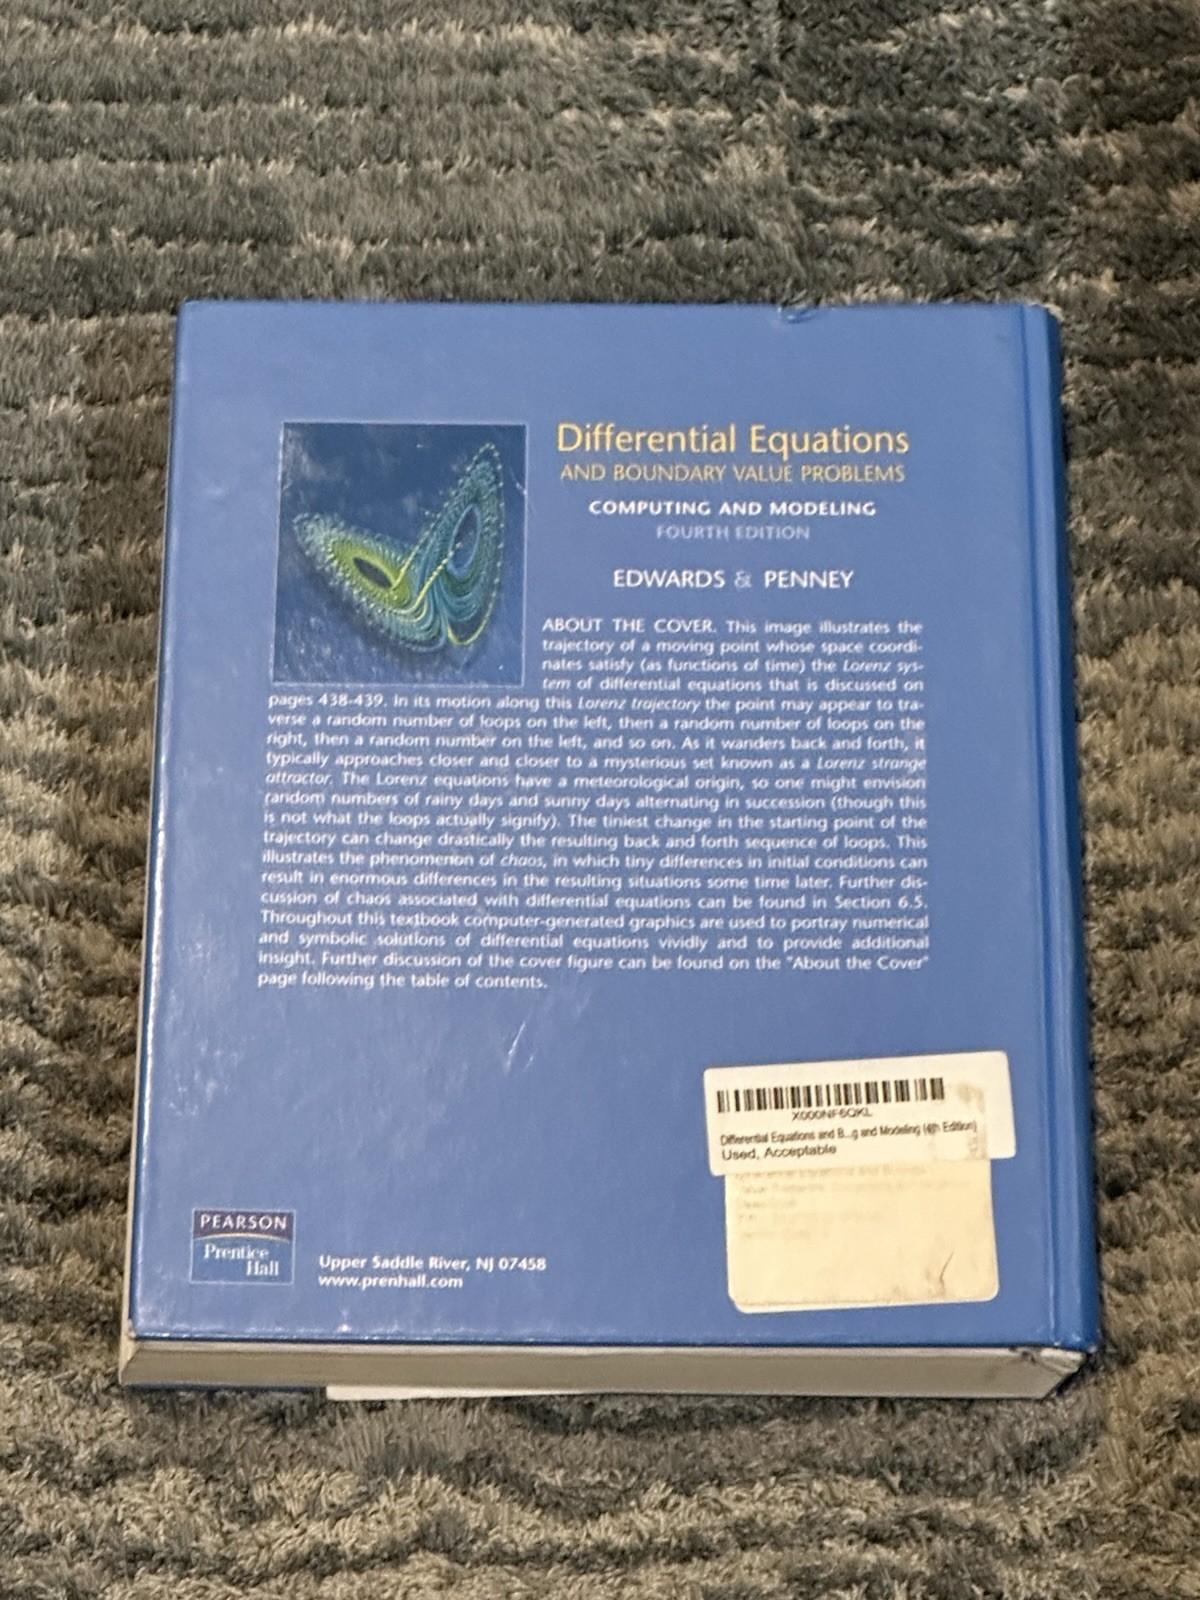 Differential Equations
AND BOUNDARY VALUE PROBLEMS
COMPUTING AND MODELING
FOURTH EDITION
EDWARDS & PENNEY
ABOUT THE COVER. This image illustrates the
trajectory of a moving point whose space coordi-
nates satisfy (as functions of time) the Lorenz sys-
tem of differential equations that is discussed on
pages 438-439. In its motion along this Lorenz trajectory the point may appear to tra-
verse a random number of loops on the left, then a random number of loops on the
right, then a random number on the left, and so on. As it wanders back and forth, it
typically approaches closer and closer to a mysterious set known as a Lorenz strange
attractor. The Lorenz equations have a meteorological origin, so one might envision
random numbers of rainy days and sunny days alternating in succession (though this
is not what the loops actually signify). The tiniest change in the starting point of the
trajectory can change drastically the resulting back and forth sequence of loops. This
illustrates the phenomenon of chaos, in which tiny differences in initial conditions can
result in enormous differences in the resulting situations some time later. Further dis-
cussion of chaos associated with differential equations can be found in Section 6.5.
Throughout this textbook computer-generated graphics are used to portray numerical
and symbolic solutions of differential equations vividly and to provide additional
insight. Further discussion of the cover figure can be found on the "About the Cover"
page following the table of contents.
X000NF6QKL
Differential Equations and B...g and Modeling (4th Edition)
Used, Acceptable
PEARSON
Prentice
Hall
Upper Saddle River, NJ 07458
www.prenhall.com